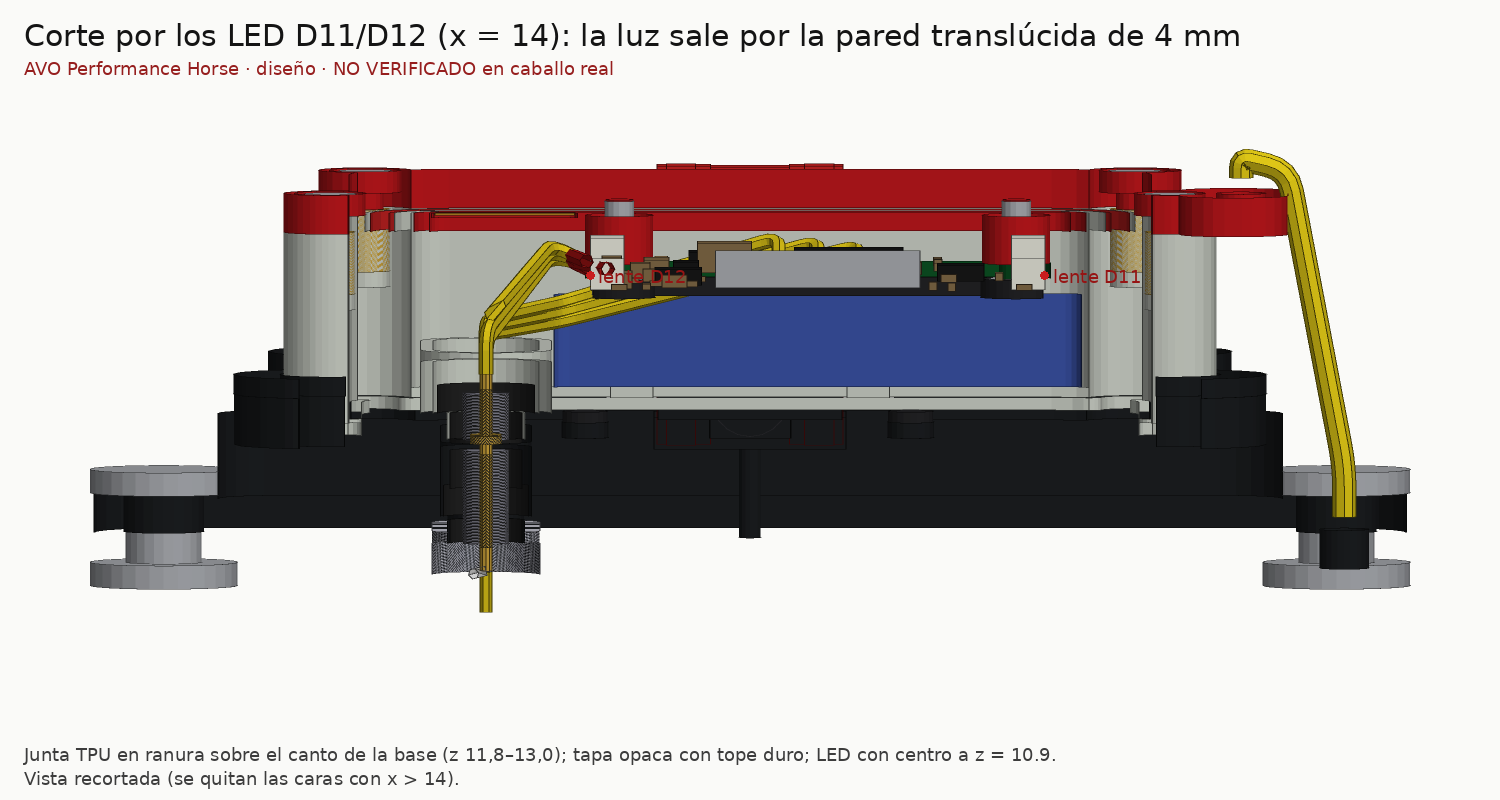 Corte por los LED D11/D12 (x = 14): la luz sale por la pared translúcida de 4 mm
AVO Performance Horse · diseño · NO VERIFICADO en caballo real
lente D12
lente D11
Junta TPU en ranura sobre el canto de la base (z 11,8–13,0); tapa opaca con tope duro; LED con centro a z = 10.9.
Vista recortada (se quitan las caras con x > 14).